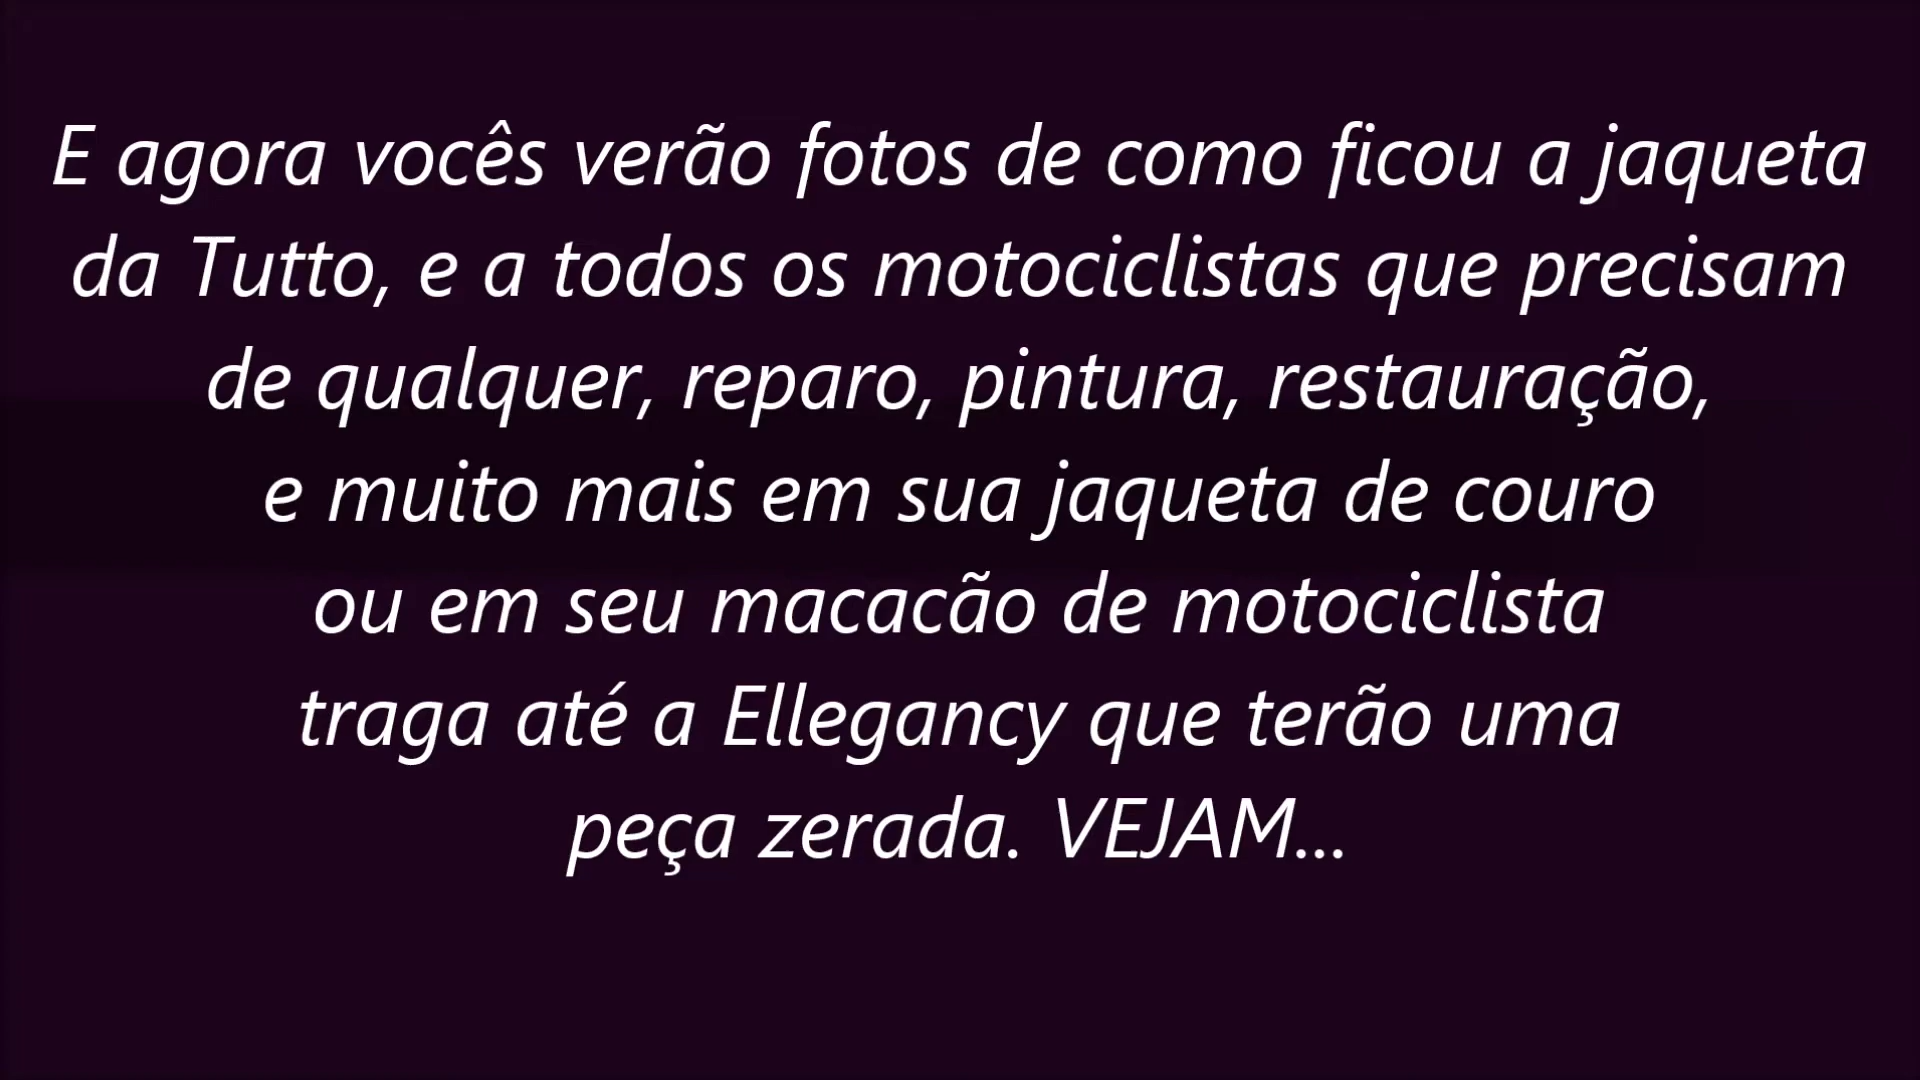 E agora vocês verão fotos de como ficou a jaqueta
da Tutto, e a todos os motociclistas que precisam
de qualquer, reparo, pintura, restauração,
e muito mais em sua jaqueta de couro
ou em seu macacão de motociclista
traga até a Ellegancy que terão uma
peça zerada. VEJAM...